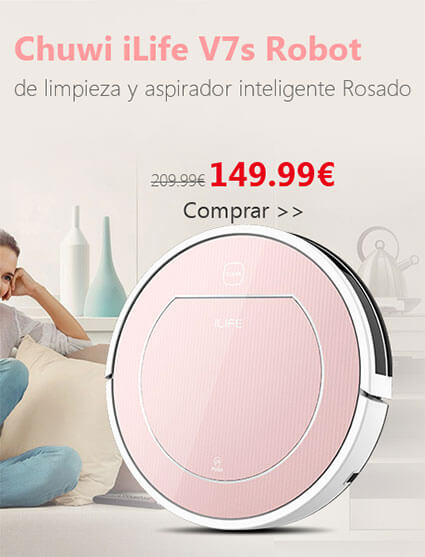 Chuwi iLife V7s Robot
de limpieza y aspirador inteligente Rosado
209.99€ 149.99€
Comprar >>
ILIFE